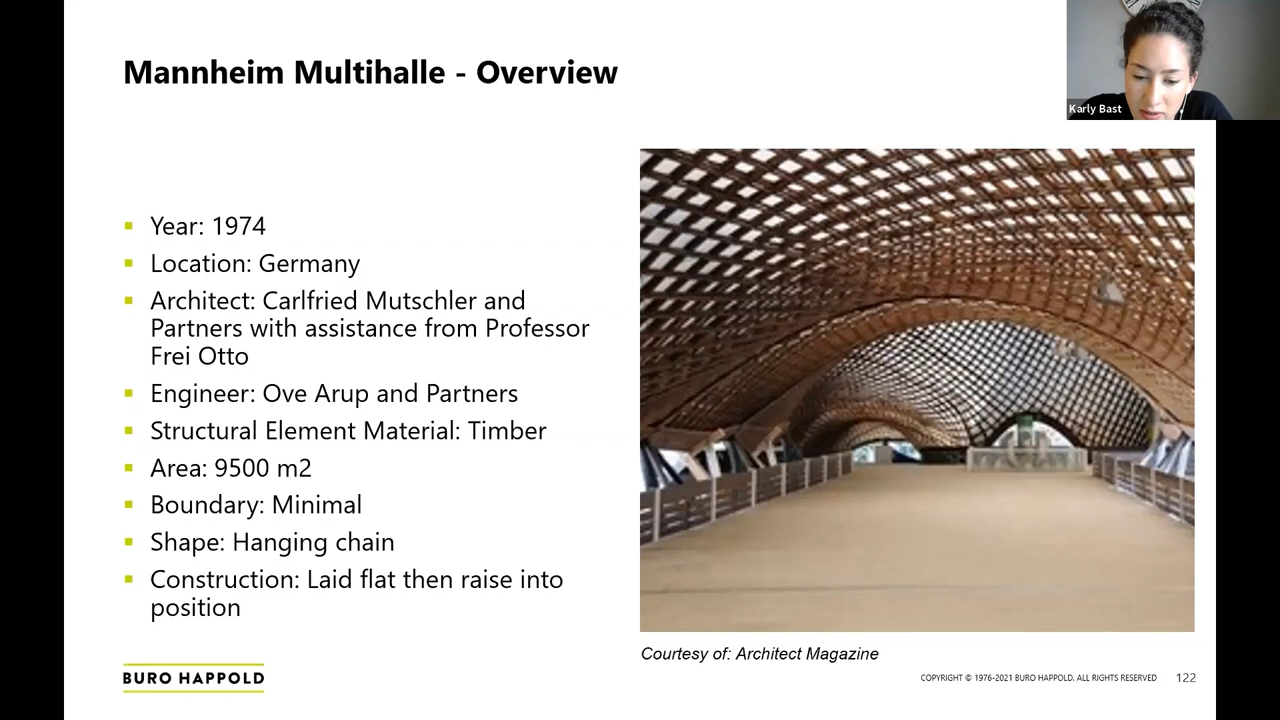 Mannheim Multihalle - Overview
Karly Bast
Year: 1974
Location: Germany
Architect: Carlfried Mutschler and
Partners with assistance from Professor
Frei Otto
Engineer: Ove Arup and Partners
Structural Element Material: Timber
Area: 9500 m2
Boundary: Minimal
Shape: Hanging chain
Construction: Laid flat then raise into
position
Courtesy of: Architect Magazine
BURO HAPPOLD
COPYRIGHT © 1976-2021 BURO HAPPOLD. ALL RIGHTS RESERVED
122